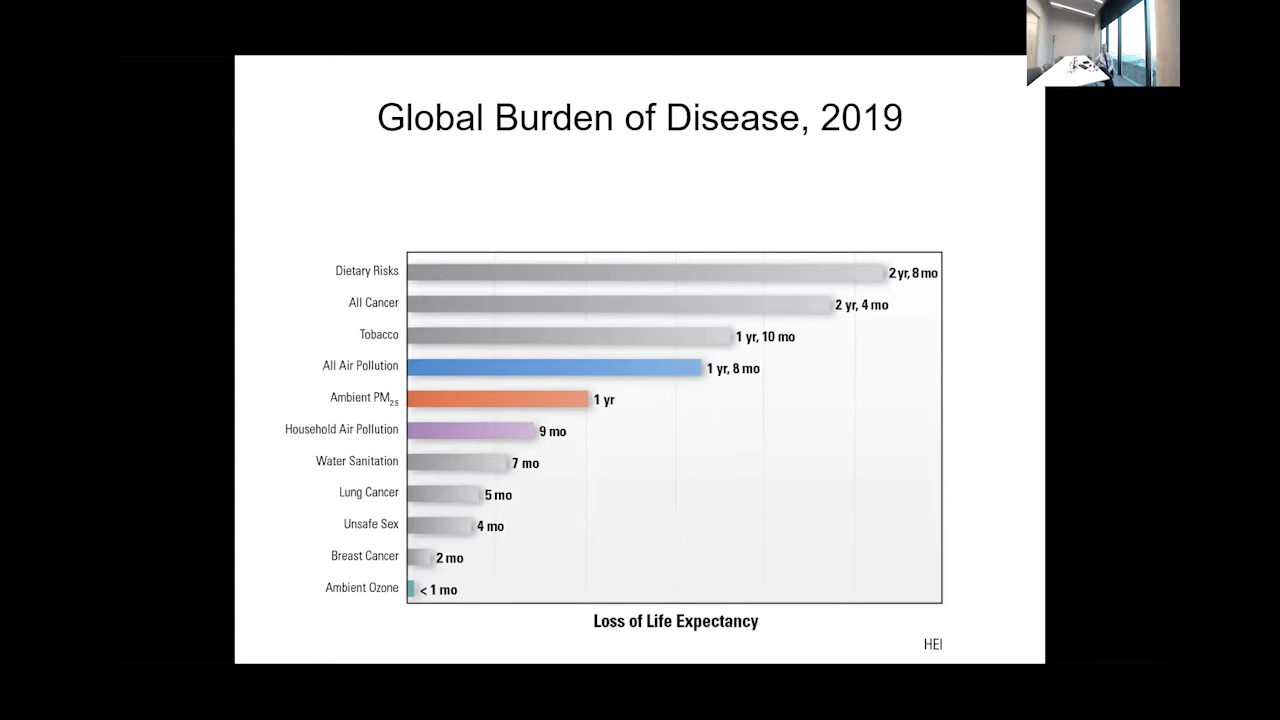 Global Burden of Disease, 2019
Dietary Risks 2 yr, 8 mo
All Cancer 2 yr, 4 mo
Tobacco 1 yr, 10 mo
All Air Pollution 1 yr, 8 mo
Ambient PM2.5 1 yr
Household Air Pollution 9 mo
Water Sanitation 7 mo
Lung Cancer 5 mo
Unsafe Sex 4 mo
Breast Cancer 2 mo
Ambient Ozone < 1 mo
Loss of Life Expectancy
HEI